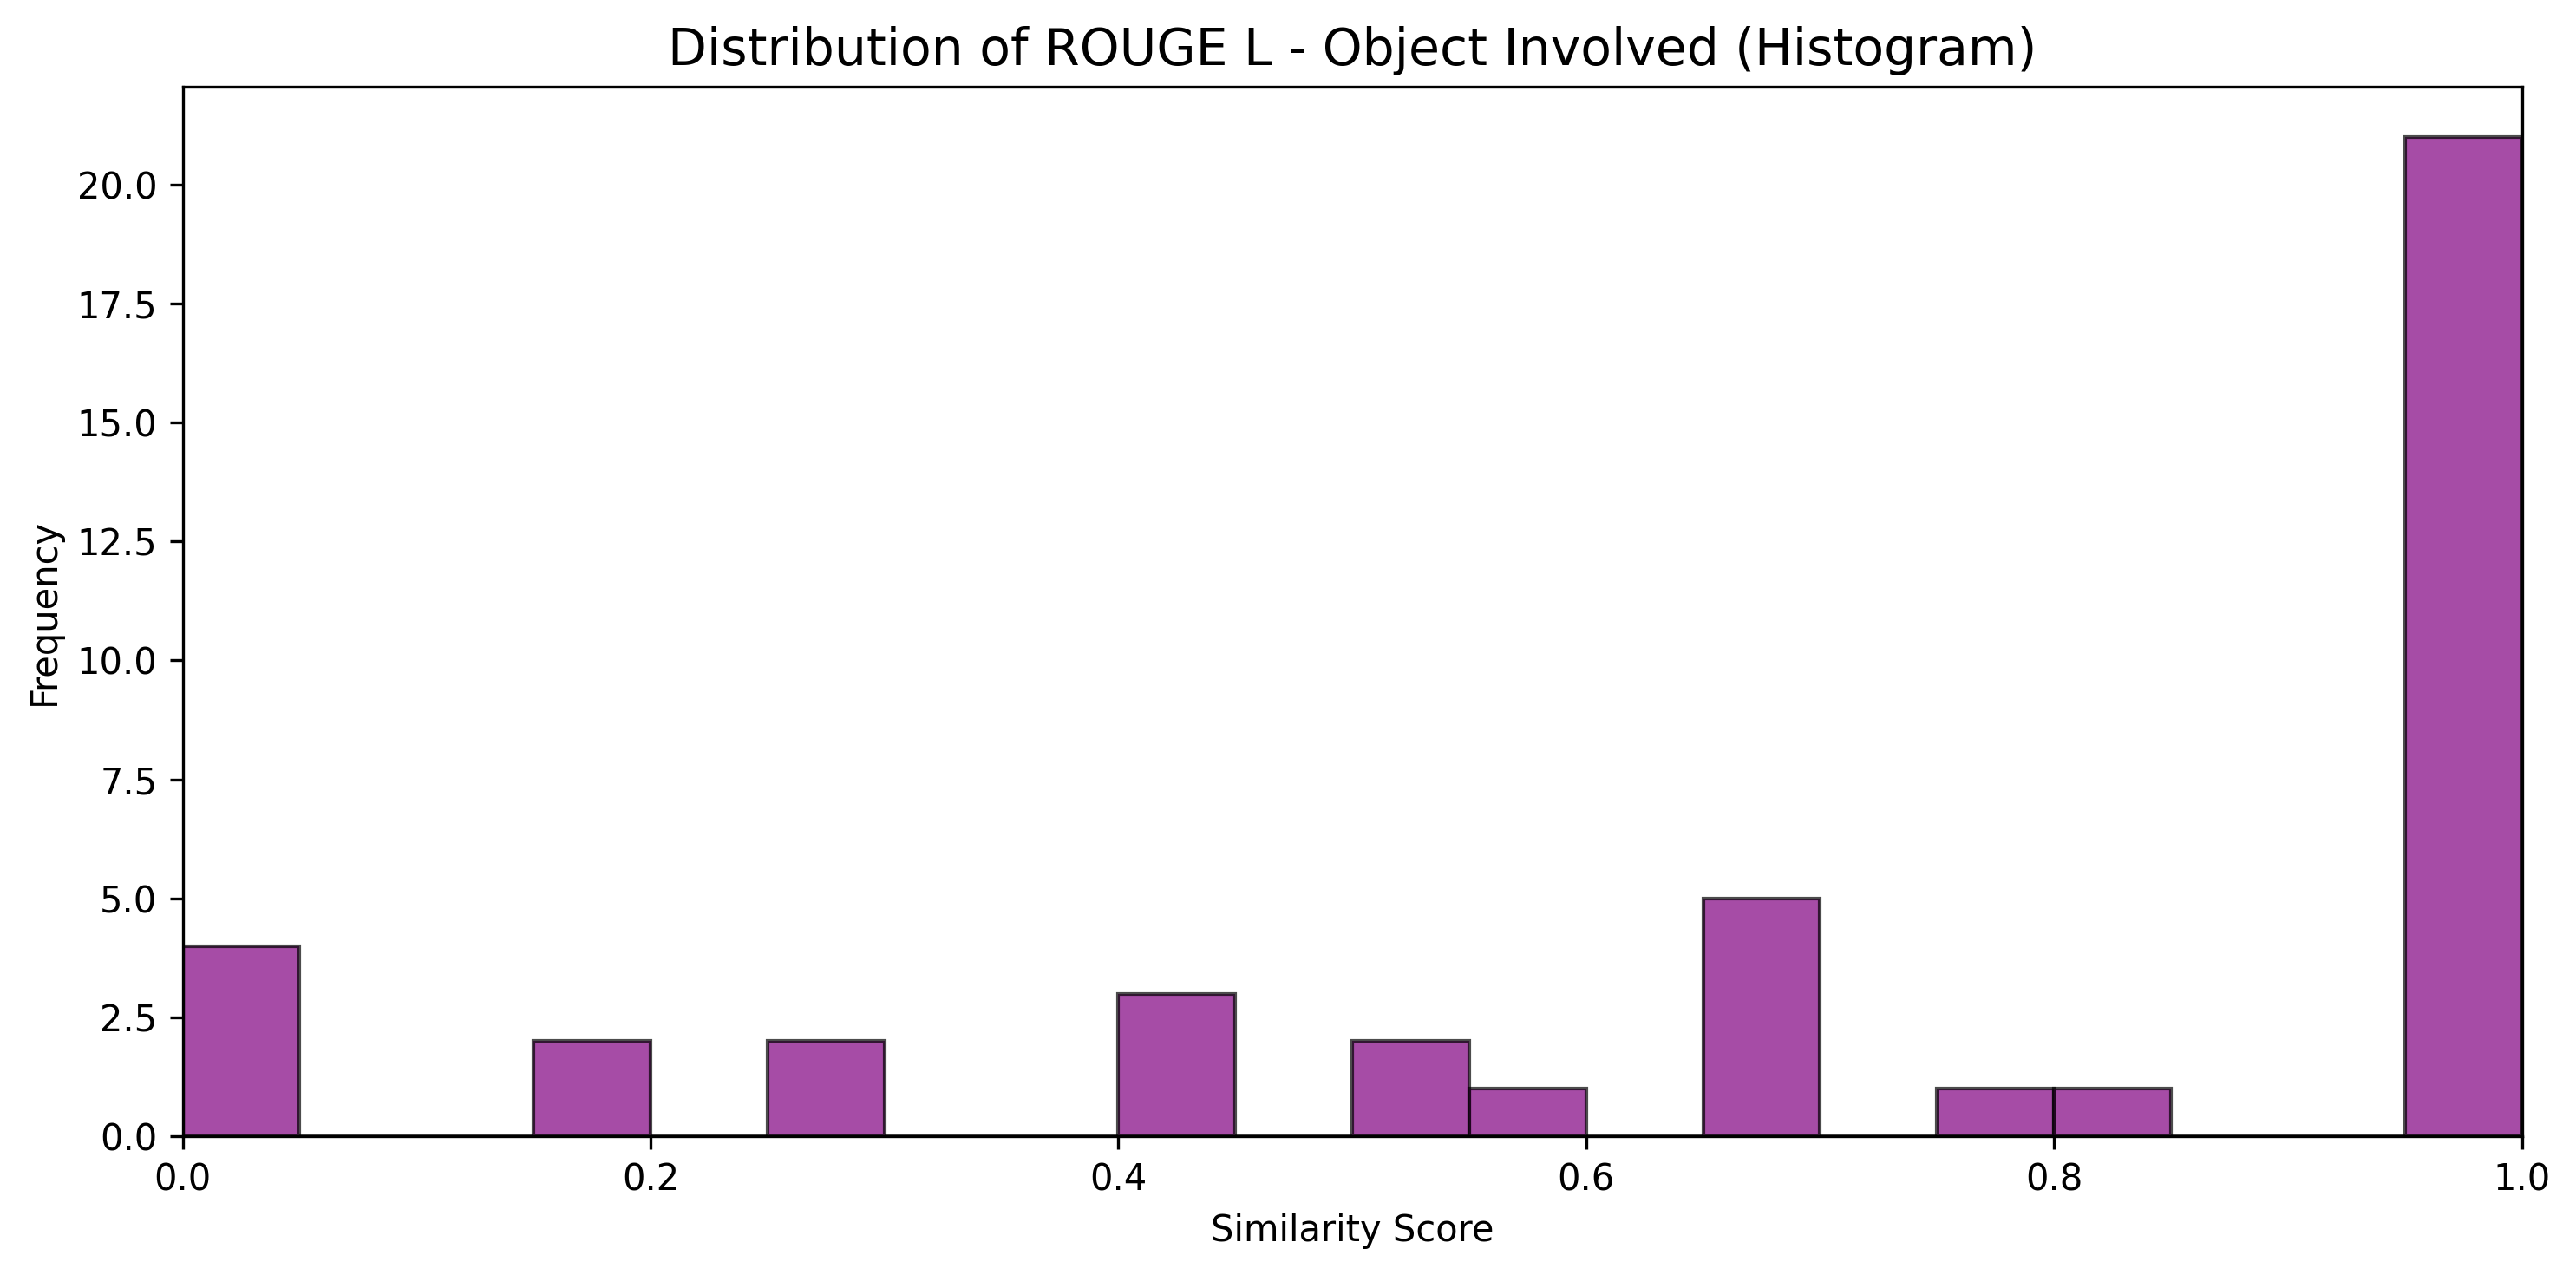 Distribution of ROUGE L - Object Involved (Histogram)
Frequency
20.0
17.5
15.0
12.5
10.0
7.5
5.0
2.5
0.0
0.0 0.2 0.4 0.6 0.8 1.0
Similarity Score